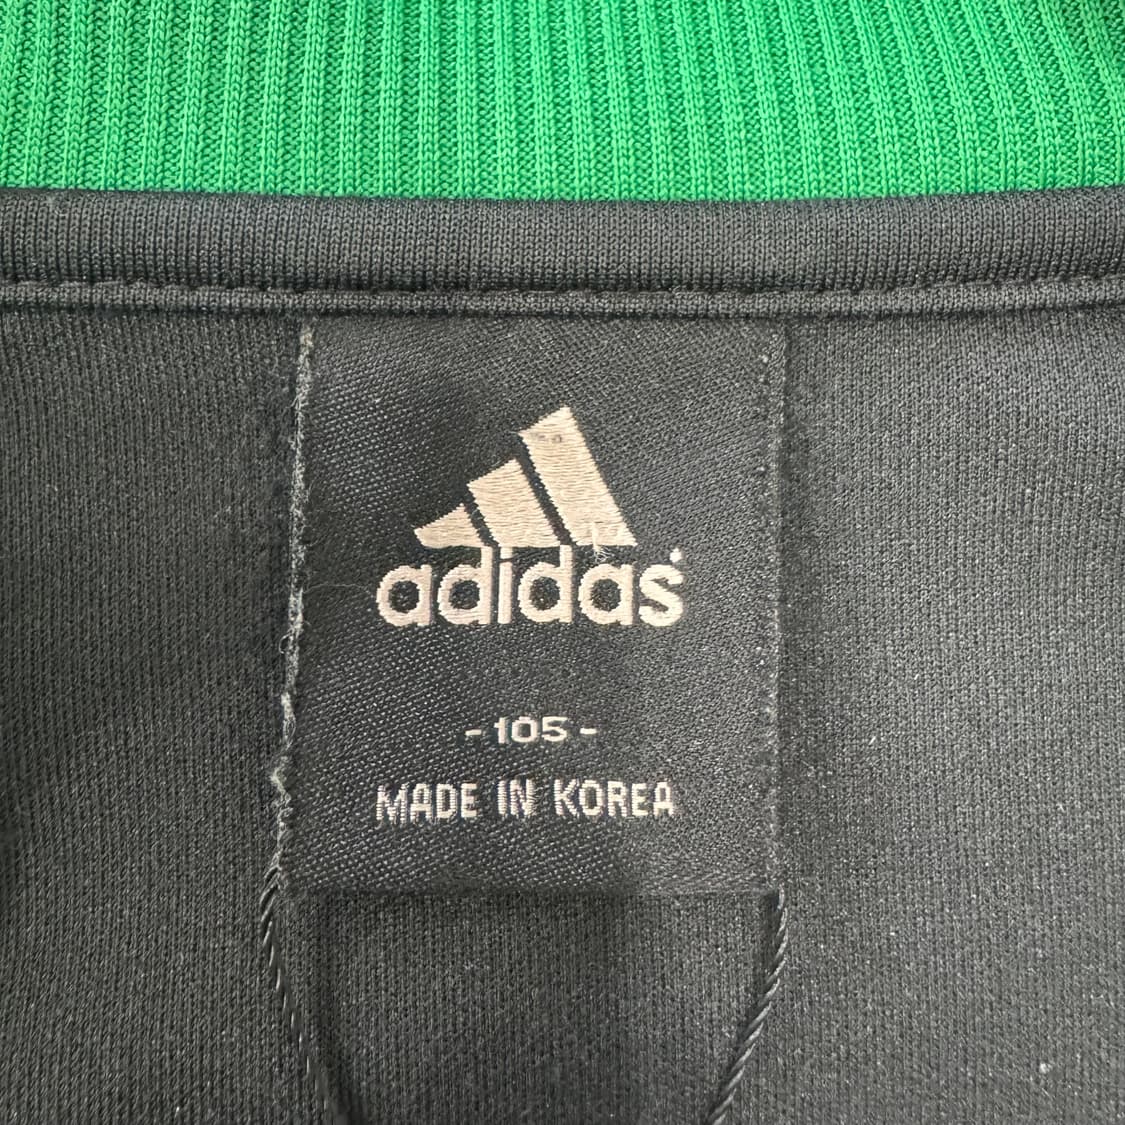 adidas
- 105 -
MADE IN KOREA